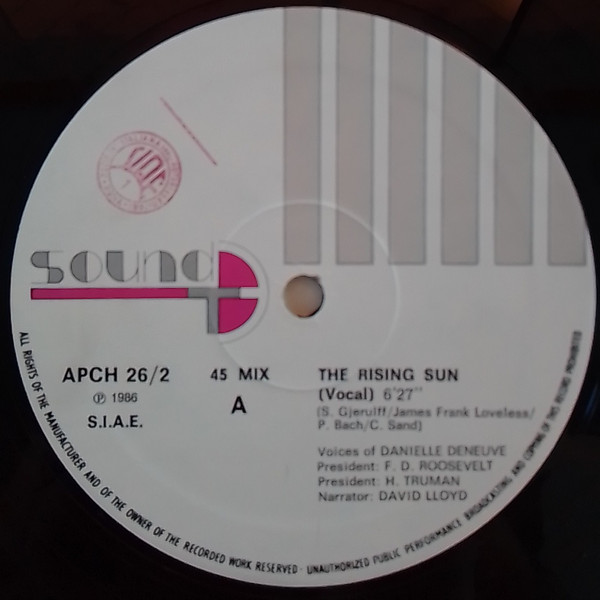 sound
APCH 26/2
℗ 1986
S.I.A.E.
45 MIX
A
THE RISING SUN
(Vocal) 6'27"
(S. Gjerulff/James Frank Loveless/
P. Bach/C. Sand)
Voices of DANIELLE DENEUVE
President: F. D. ROOSEVELT
President: H. TRUMAN
Narrator: DAVID LLOYD
ALL RIGHTS OF THE MANUFACTURER AND OF THE OWNER OF THE RECORDED WORK RESERVED · UNAUTHORIZED PUBLIC PERFORMANCE BROADCASTING AND COPYING OF THIS RECORD PROHIBITED